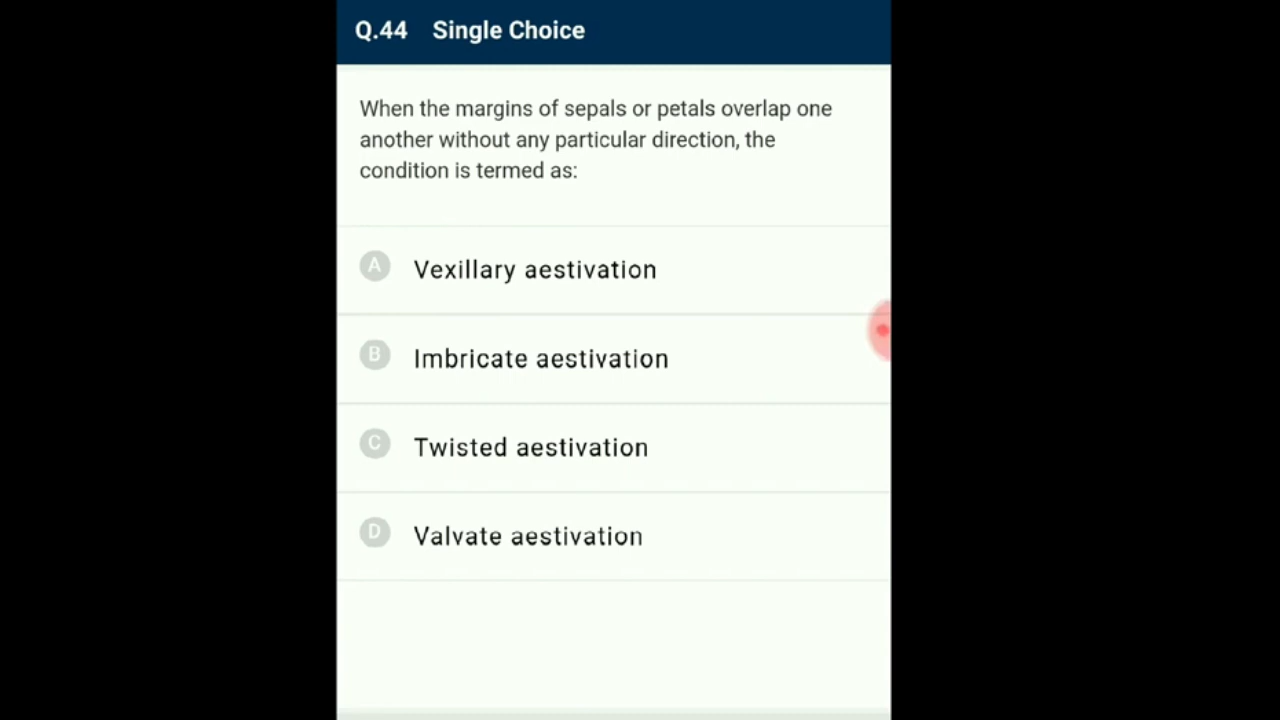 Q.44 Single Choice
When the margins of sepals or petals overlap one
another without any particular direction, the
condition is termed as:
A Vexillary aestivation
B Imbricate aestivation
C Twisted aestivation
D Valvate aestivation